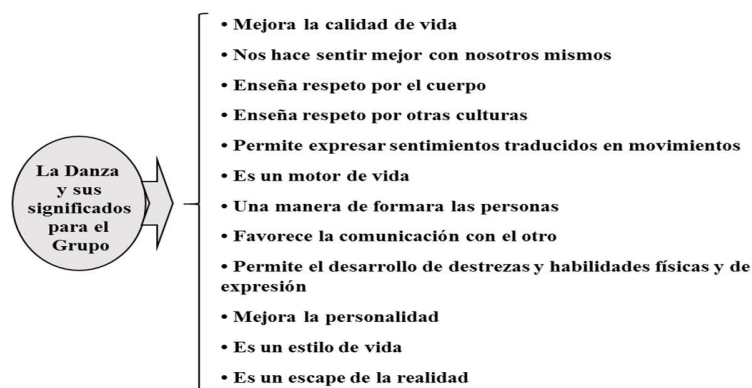 La Danza
y sus
significados
para el
Grupo
• Mejora la calidad de vida
• Nos hace sentir mejor con nosotros mismos
• Enseña respeto por el cuerpo
• Enseña respeto por otras culturas
• Permite expresar sentimientos traducidos en movimientos
• Es un motor de vida
• Una manera de formara las personas
• Favorece la comunicación con el otro
• Permite el desarrollo de destrezas y habilidades físicas y de
expresión
• Mejora la personalidad
• Es un estilo de vida
• Es un escape de la realidad